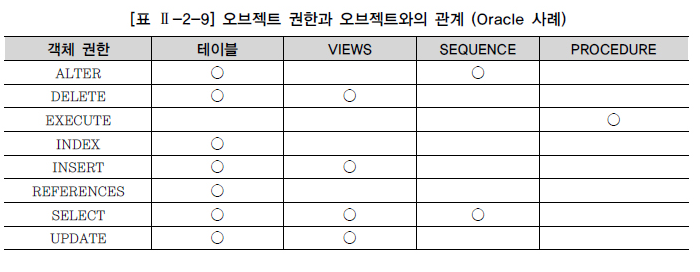 [표 Ⅱ-2-9] 오브젝트 권한과 오브젝트와의 관계 (Oracle 사례)
객체 권한 테이블 VIEWS SEQUENCE PROCEDURE
ALTER ○ ○
DELETE ○ ○
EXECUTE ○
INDEX ○
INSERT ○ ○
REFERENCES ○
SELECT ○ ○ ○
UPDATE ○ ○